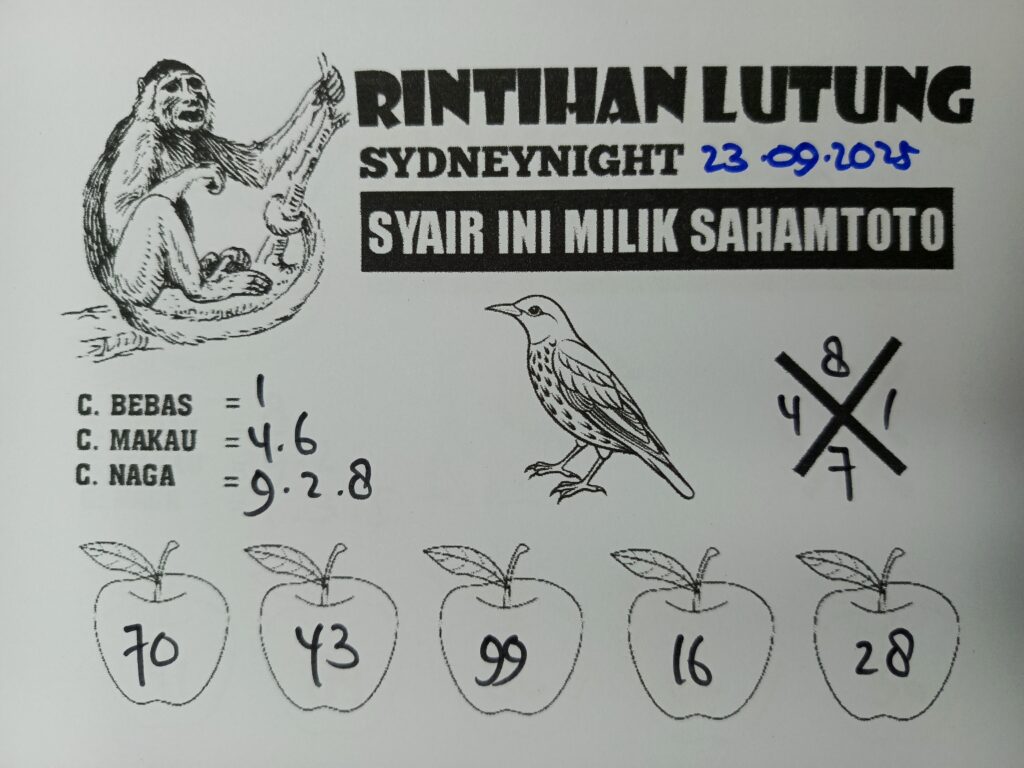 RINTIHAN LUTUNG
SYDNEYNIGHT 23.09.2025
SYAIR INI MILIK SAHAMTOTO
C. BEBAS = 1
C. MAKAU = 4.6
C. NAGA = 9.2.8
8
4 1
7
70 43 99 16 28